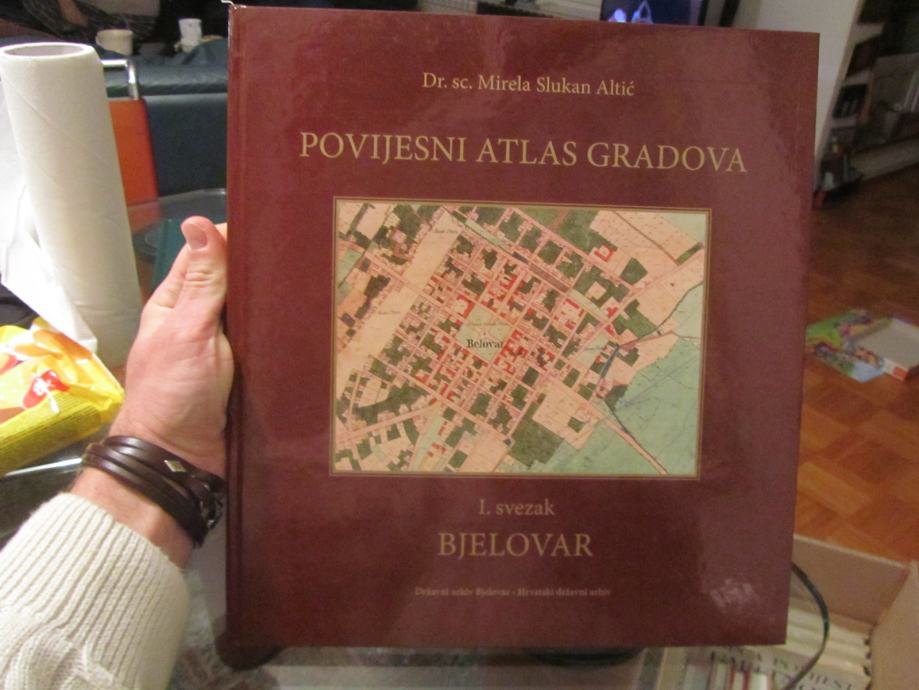 Dr. sc. Mirela Slukan Altić
POVIJESNI ATLAS GRADOVA
Belovar
I. svezak
BJELOVAR
Državni arhiv Bjelovar - Hrvatski državni arhiv